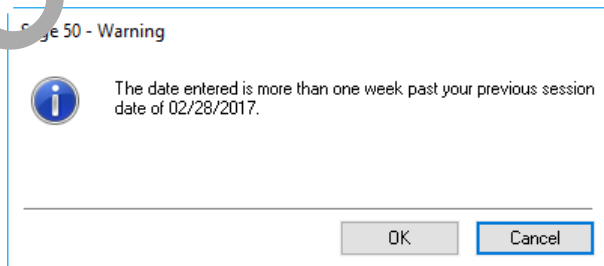 50 - Warning
The date entered is more than one week past your previous session
date of 02/28/2017.
OK
Cancel